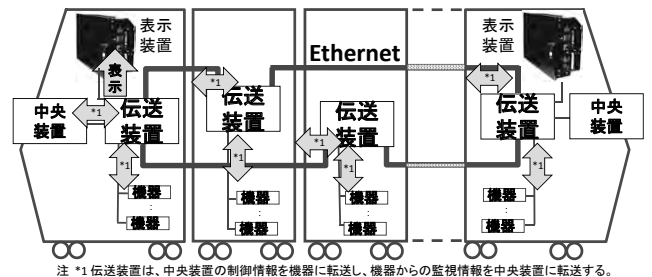 表示
装置
Ethernet
表示
装置
表
示
*1
*1
*1
中央
装置
*1
伝送
装置
伝送
装置
伝送
装置
伝送
装置
中央
装置
*1
*1
*1
*1
機器
:
機器
機器
:
機器
機器
:
機器
機器
:
機器
注 *1 伝送装置は、中央装置の制御情報を機器に転送し、機器からの監視情報を中央装置に転送する。